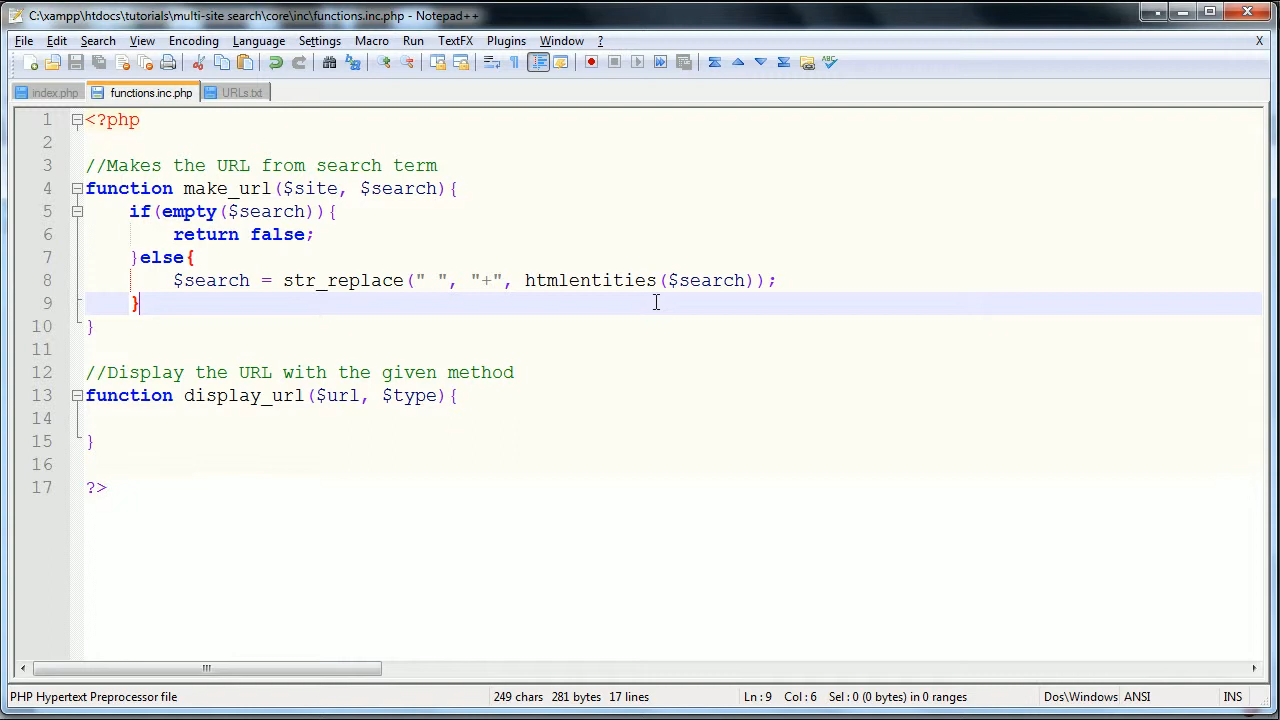 C:\xampp\htdocs\tutorials\multi-site search\core\inc\functions.inc.php - Notepad++
File Edit Search View Encoding Language Settings Macro Run TextFX Plugins Window ? X
index.php functions.inc.php URLs.txt
1 <?php
2
3 //Makes the URL from search term
4 function make_url($site, $search){
5 if(empty($search)){
6 return false;
7 }else{
8 $search = str_replace(" ", "+", htmlentities($search));
9 }
10 }
11
12 //Display the URL with the given method
13 function display_url($url, $type){
14
15 }
16
17 ?>
PHP Hypertext Preprocessor file 249 chars 281 bytes 17 lines Ln : 9 Col : 6 Sel : 0 (0 bytes) in 0 ranges Dos\Windows ANSI INS